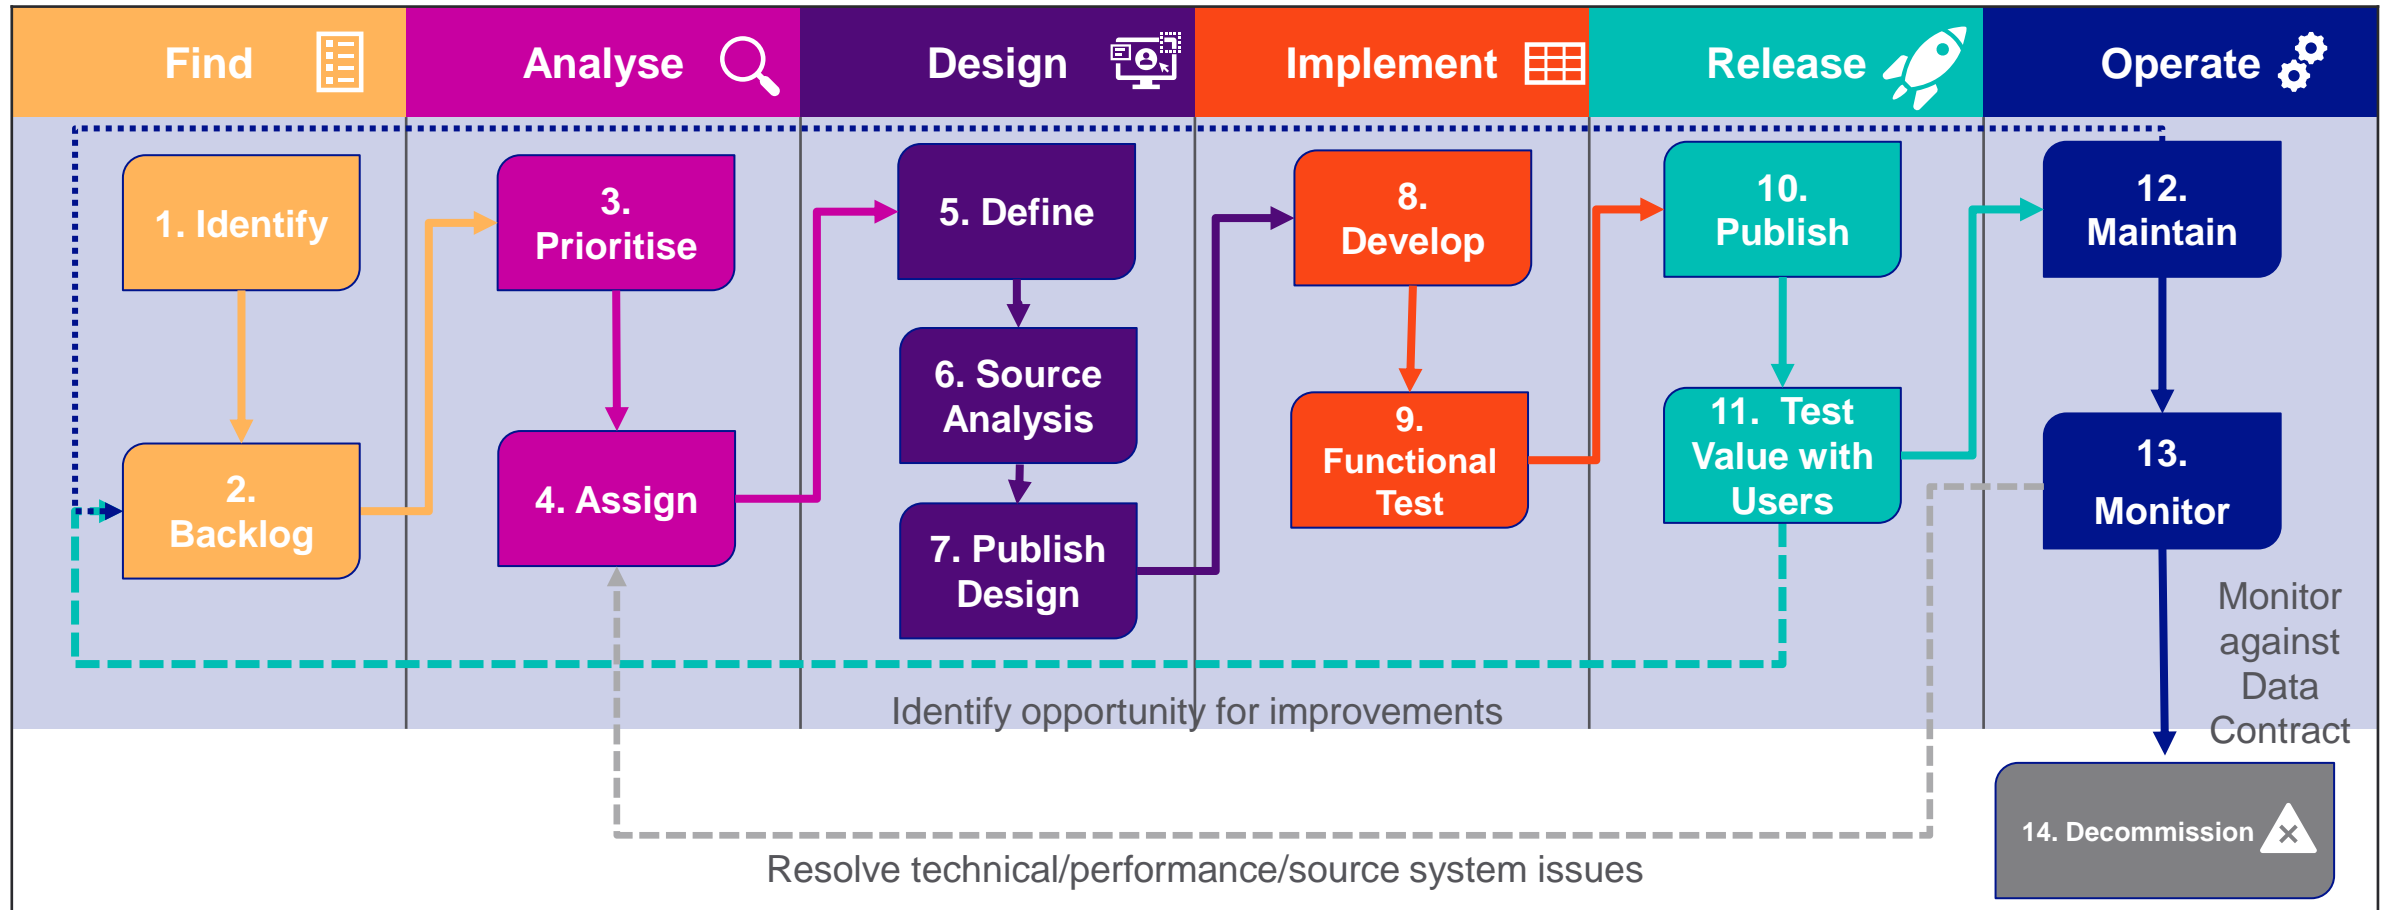 Find
Analyse
Design
Implement
Release
Operate
1. Identify
2.
Backlog
3.
Prioritise
4. Assign
5. Define
6. Source
Analysis
7. Publish
Design
8.
Develop
9.
Functional
Test
10.
Publish
11. Test
Value with
Users
12.
Maintain
13.
Monitor
Monitor
against
Data
Contract
Identify opportunity for improvements
14. Decommission
Resolve technical/performance/source system issues